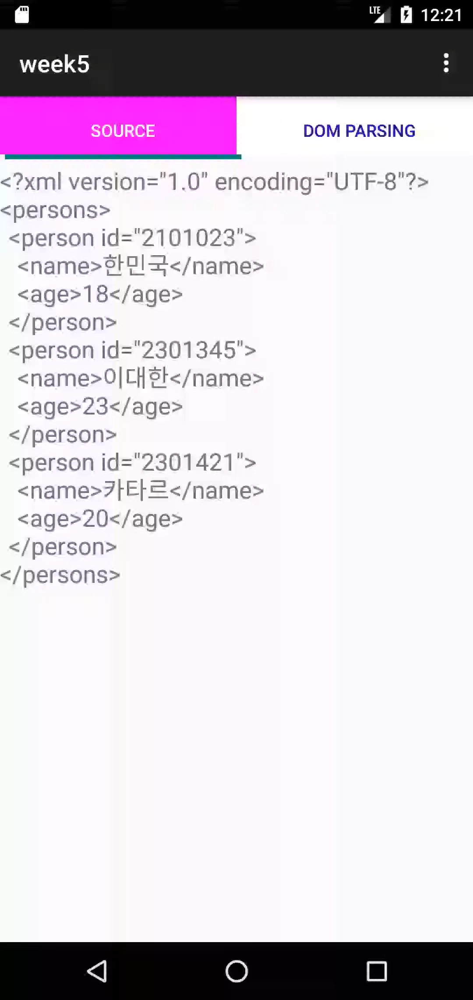 LTE 12:21
week5
SOURCE DOM PARSING
<?xml version="1.0" encoding="UTF-8"?>
<persons>
<person id="2101023">
<name>한민국</name>
<age>18</age>
</person>
<person id="2301345">
<name>이대한</name>
<age>23</age>
</person>
<person id="2301421">
<name>카타르</name>
<age>20</age>
</person>
</persons>